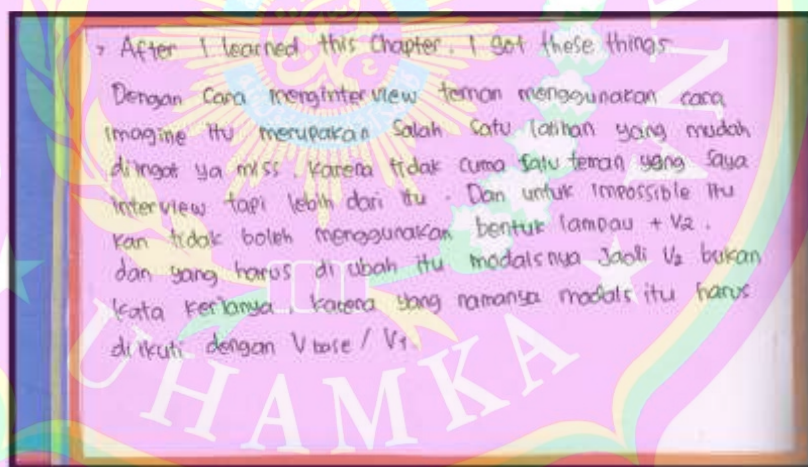 > After I learned this Chapter. I got these things
Dengan Cara menginterview teman menggunakan cara
imagine itu merupakan Salah Satu latihan yang mudah
diingat ya miss. Karena tidak cuma satu teman yang saya
interview tapi lebih dari itu. Dan untuk Impossible itu
kan tidak boleh menggunakan bentuk lampau + V2.
dan yang harus di ubah itu modalsnya Jadi V2 bukan
kata kerjanya. karena yang namanya modals itu harus
diikuti dengan V base / V1.
UHAMKA